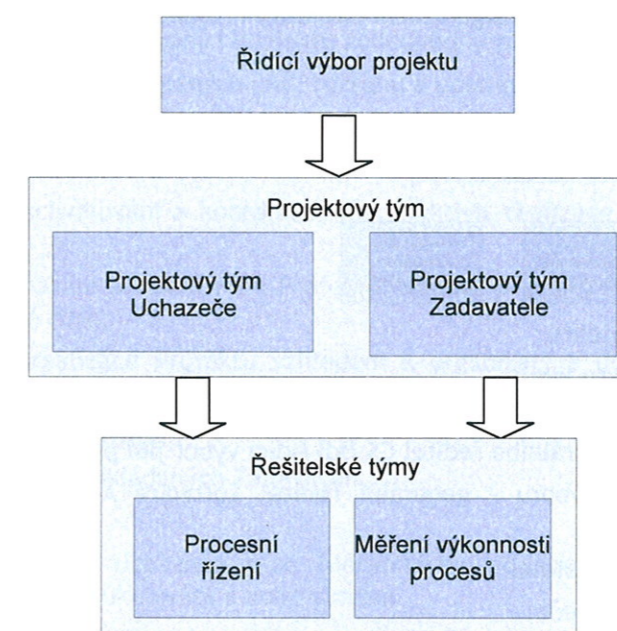 Řídící výbor projektu
Projektový tým
Projektový tým
Uchazeče
Projektový tým
Zadavatele
Řešitelské týmy
Procesní
řízení
Měření výkonnosti
procesů